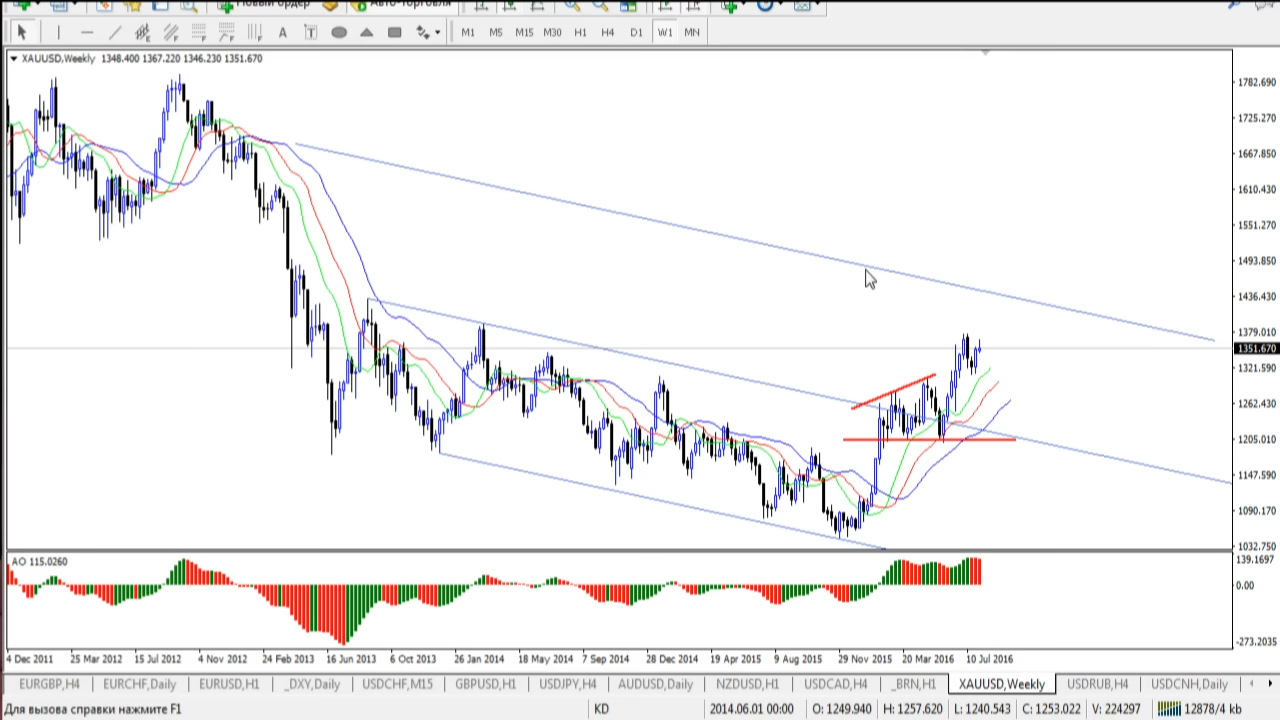 Новый ордер Авто-торговля
A T M1 M5 M15 M30 H1 H4 D1 W1 MN
XAUUSD,Weekly 1348.400 1367.220 1346.230 1351.670
1782.690
1725.270
1667.850
1610.430
1551.270
1493.850
1436.430
1379.010
1351.670
1321.590
1262.430
1205.010
1147.590
1090.170
1032.750
AO 115.0260
139.1697
0.00
-273.2035
4 Dec 2011 25 Mar 2012 15 Jul 2012 4 Nov 2012 24 Feb 2013 16 Jun 2013 6 Oct 2013 26 Jan 2014 18 May 2014 7 Sep 2014 28 Dec 2014 19 Apr 2015 9 Aug 2015 29 Nov 2015 20 Mar 2016 10 Jul 2016
EURGBP,H4 EURCHF,Daily EURUSD,H1 _DXY,Daily USDCHF,M15 GBPUSD,H1 USDJPY,H4 AUDUSD,Daily NZDUSD,H1 USDCAD,H4 _BRN,H1 XAUUSD,Weekly USDRUB,H4 USDCNH,Daily
Для вызова справки нажмите F1 KD 2014.06.01 00:00 O: 1249.940 H: 1257.620 L: 1240.543 C: 1253.022 V: 224297 12878/4 kb